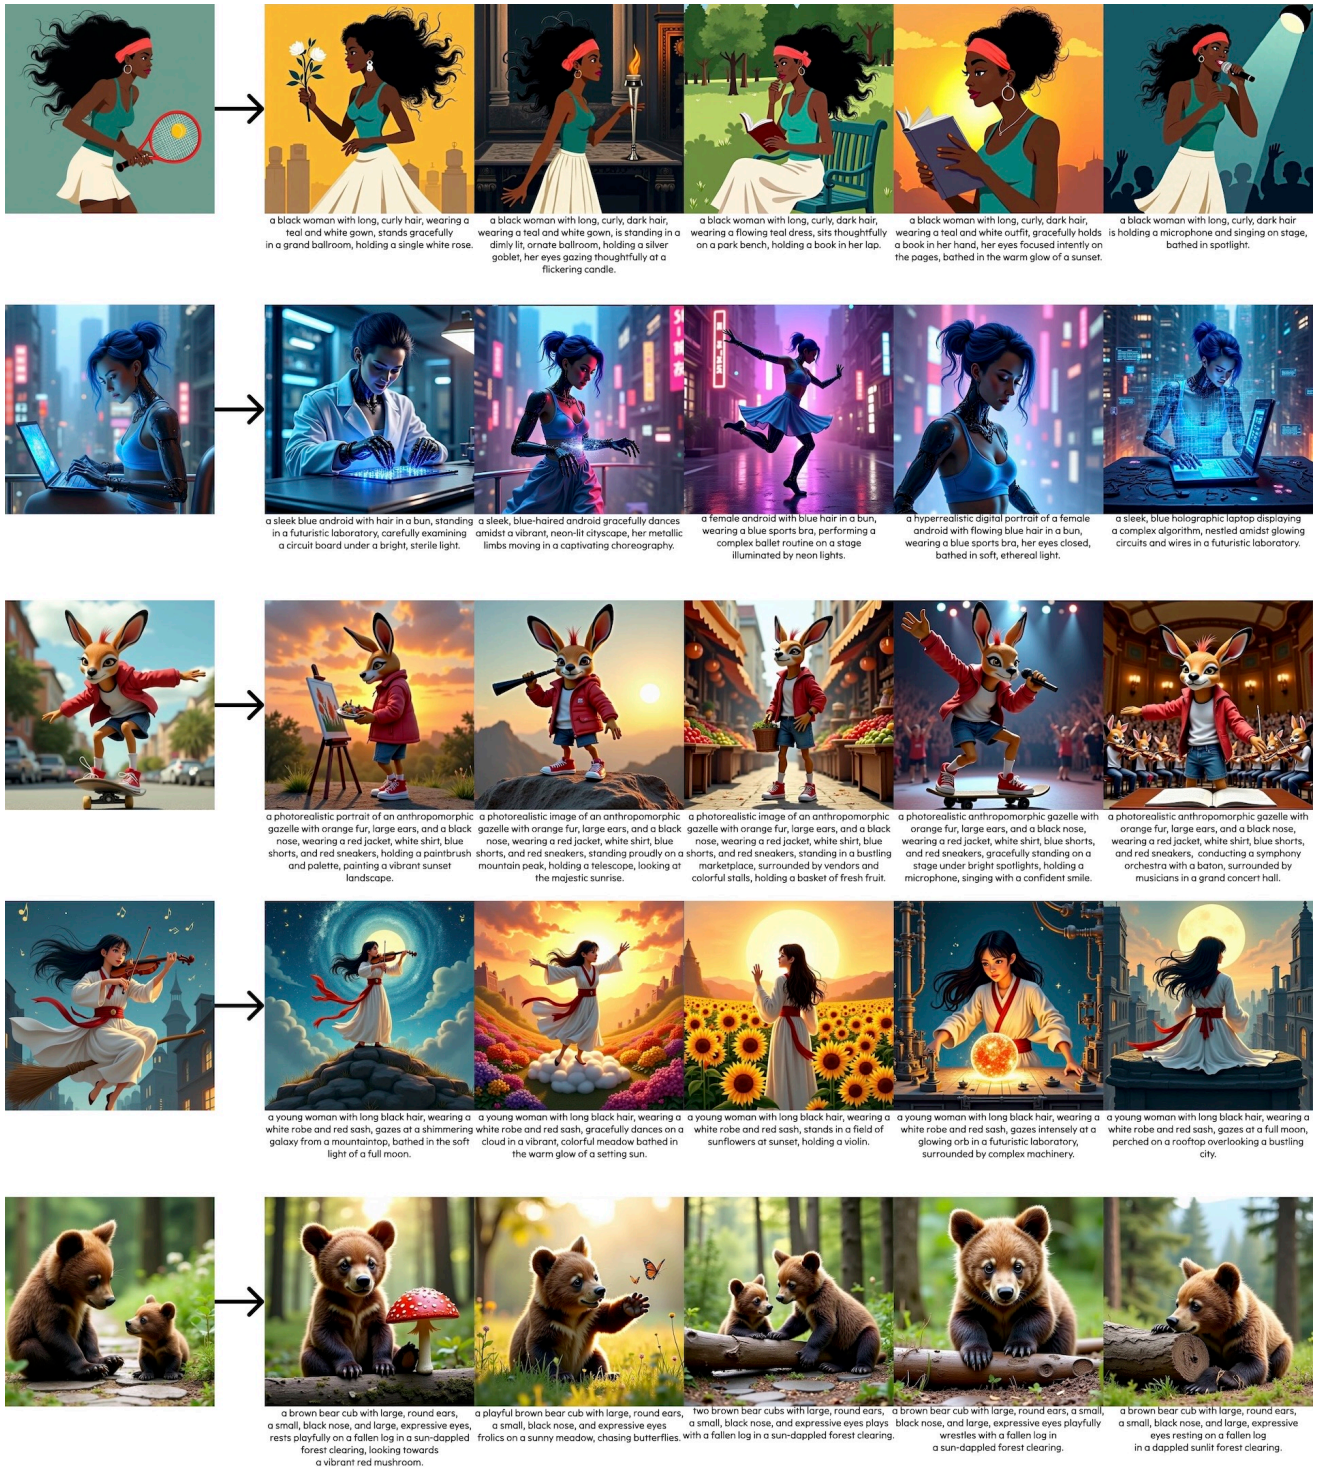 a black woman with long, curly hair, wearing a
teal and white gown, stands gracefully
in a grand ballroom, holding a single white rose.
a black woman with long, curly, dark hair,
wearing a teal and white gown, is standing in a
dimly lit, ornate ballroom, holding a silver
goblet, her eyes gazing thoughtfully at a
flickering candle.
a black woman with long, curly, dark hair,
wearing a flowing teal dress, sits thoughtfully
on a park bench, holding a book in her lap.
a black woman with long, curly, dark hair,
wearing a teal and white outfit, gracefully holds
a book in her hand, her eyes focused intently on
the pages, bathed in the warm glow of a sunset.
a black woman with long, curly, dark hair
is holding a microphone and singing on stage,
bathed in spotlight.
a sleek blue android with hair in a bun, standing
in a futuristic laboratory, carefully examining
a circuit board under a bright, sterile light.
a sleek, blue-haired android gracefully dances
amidst a vibrant, neon-lit cityscape, her metallic
limbs moving in a captivating choreography.
a female android with blue hair in a bun,
wearing a blue sports bra, performing a
complex ballet routine on a stage
illuminated by neon lights.
a hyperrealistic digital portrait of a female
android with flowing blue hair in a bun,
wearing a blue sports bra, her eyes closed,
bathed in soft, ethereal light.
a sleek, blue holographic laptop displaying
a complex algorithm, nestled amidst glowing
circuits and wires in a futuristic laboratory.
a photorealistic portrait of an anthropomorphic
gazelle with orange fur, large ears, and a black
nose, wearing a red jacket, white shirt, blue
shorts, and red sneakers, holding a paintbrush
and palette, painting a vibrant sunset
landscape.
a photorealistic image of an anthropomorphic
gazelle with orange fur, large ears, and a black
nose, wearing a red jacket, white shirt, blue
shorts, and red sneakers, standing proudly on a
mountain peak, holding a telescope, looking at
the majestic sunrise.
a photorealistic image of an anthropomorphic
gazelle with orange fur, large ears, and a black
nose, wearing a red jacket, white shirt, blue
shorts, and red sneakers, standing in a bustling
marketplace, surrounded by vendors and
colorful stalls, holding a basket of fresh fruit.
a photorealistic anthropomorphic gazelle with
orange fur, large ears, and a black nose,
wearing a red jacket, white shirt, blue shorts,
and red sneakers, gracefully standing on a
stage under bright spotlights, holding a
microphone, singing with a confident smile.
a photorealistic anthropomorphic gazelle with
orange fur, large ears, and a black nose,
wearing a red jacket, white shirt, blue shorts,
and red sneakers, conducting a symphony
orchestra with a baton, surrounded by
musicians in a grand concert hall.
a young woman with long black hair, wearing a
white robe and red sash, gazes at a shimmering
galaxy from a mountaintop, bathed in the soft
light of a full moon.
a young woman with long black hair, wearing a
white robe and red sash, gracefully dances on a
cloud in a vibrant, colorful meadow bathed in
the warm glow of a setting sun.
a young woman with long black hair, wearing a
white robe and red sash, stands in a field of
sunflowers at sunset, holding a violin.
a young woman with long black hair, wearing a
white robe and red sash, gazes intensely at a
glowing orb in a futuristic laboratory,
surrounded by complex machinery.
a young woman with long black hair, wearing a
white robe and red sash, gazes at a full moon,
perched on a rooftop overlooking a bustling
city.
a brown bear cub with large, round ears,
a small, black nose, and large, expressive eyes,
rests playfully on a fallen log in a sun-dappled
forest clearing, looking towards
a vibrant red mushroom.
a playful brown bear cub with large, round ears,
a small, black nose, and expressive eyes
frolics on a sunny meadow, chasing butterflies.
two brown bear cubs with large, round ears,
a small, black nose, and expressive eyes plays
with a fallen log in a sun-dappled forest clearing.
a brown bear cub with large, round ears, a small,
black nose, and large, expressive eyes playfully
wrestles with a fallen log in
a sun-dappled forest clearing.
a brown bear cub with large, round ears,
a small, black nose, and large, expressive
eyes resting on a fallen log
in a dappled sunlit forest clearing.